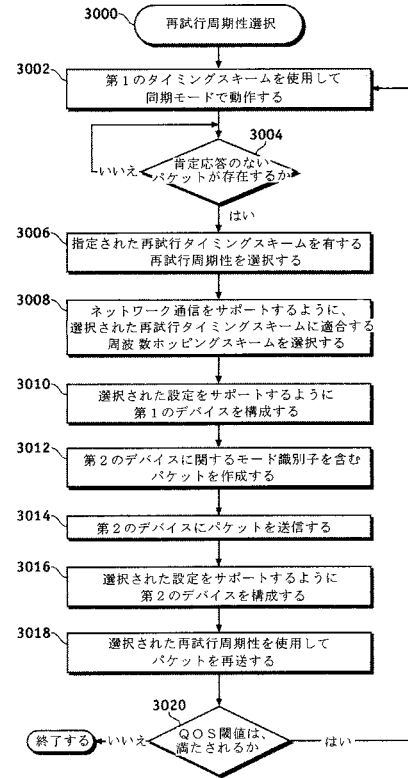 3000
再試行周期性選択
3002
第1のタイミングスキームを使用して
同期モードで動作する
3004
肯定応答のない
パケットが存在するか
いいえ
はい
3006
指定された再試行タイミングスキームを有する
再試行周期性を選択する
3008
ネットワーク通信をサポートするように、
選択された再試行タイミングスキームに適合する
周波数ホッピングスキームを選択する
3010
選択された設定をサポートするように
第1のデバイスを構成する
3012
第2のデバイスに関するモード識別子を含む
パケットを作成する
3014
第2のデバイスにパケットを送信する
3016
選択された設定をサポートするように
第2のデバイスを構成する
3018
選択された再試行周期性を使用して
パケットを再送する
3020
QOS閾値は、
満たされるか
終了する
いいえ
はい